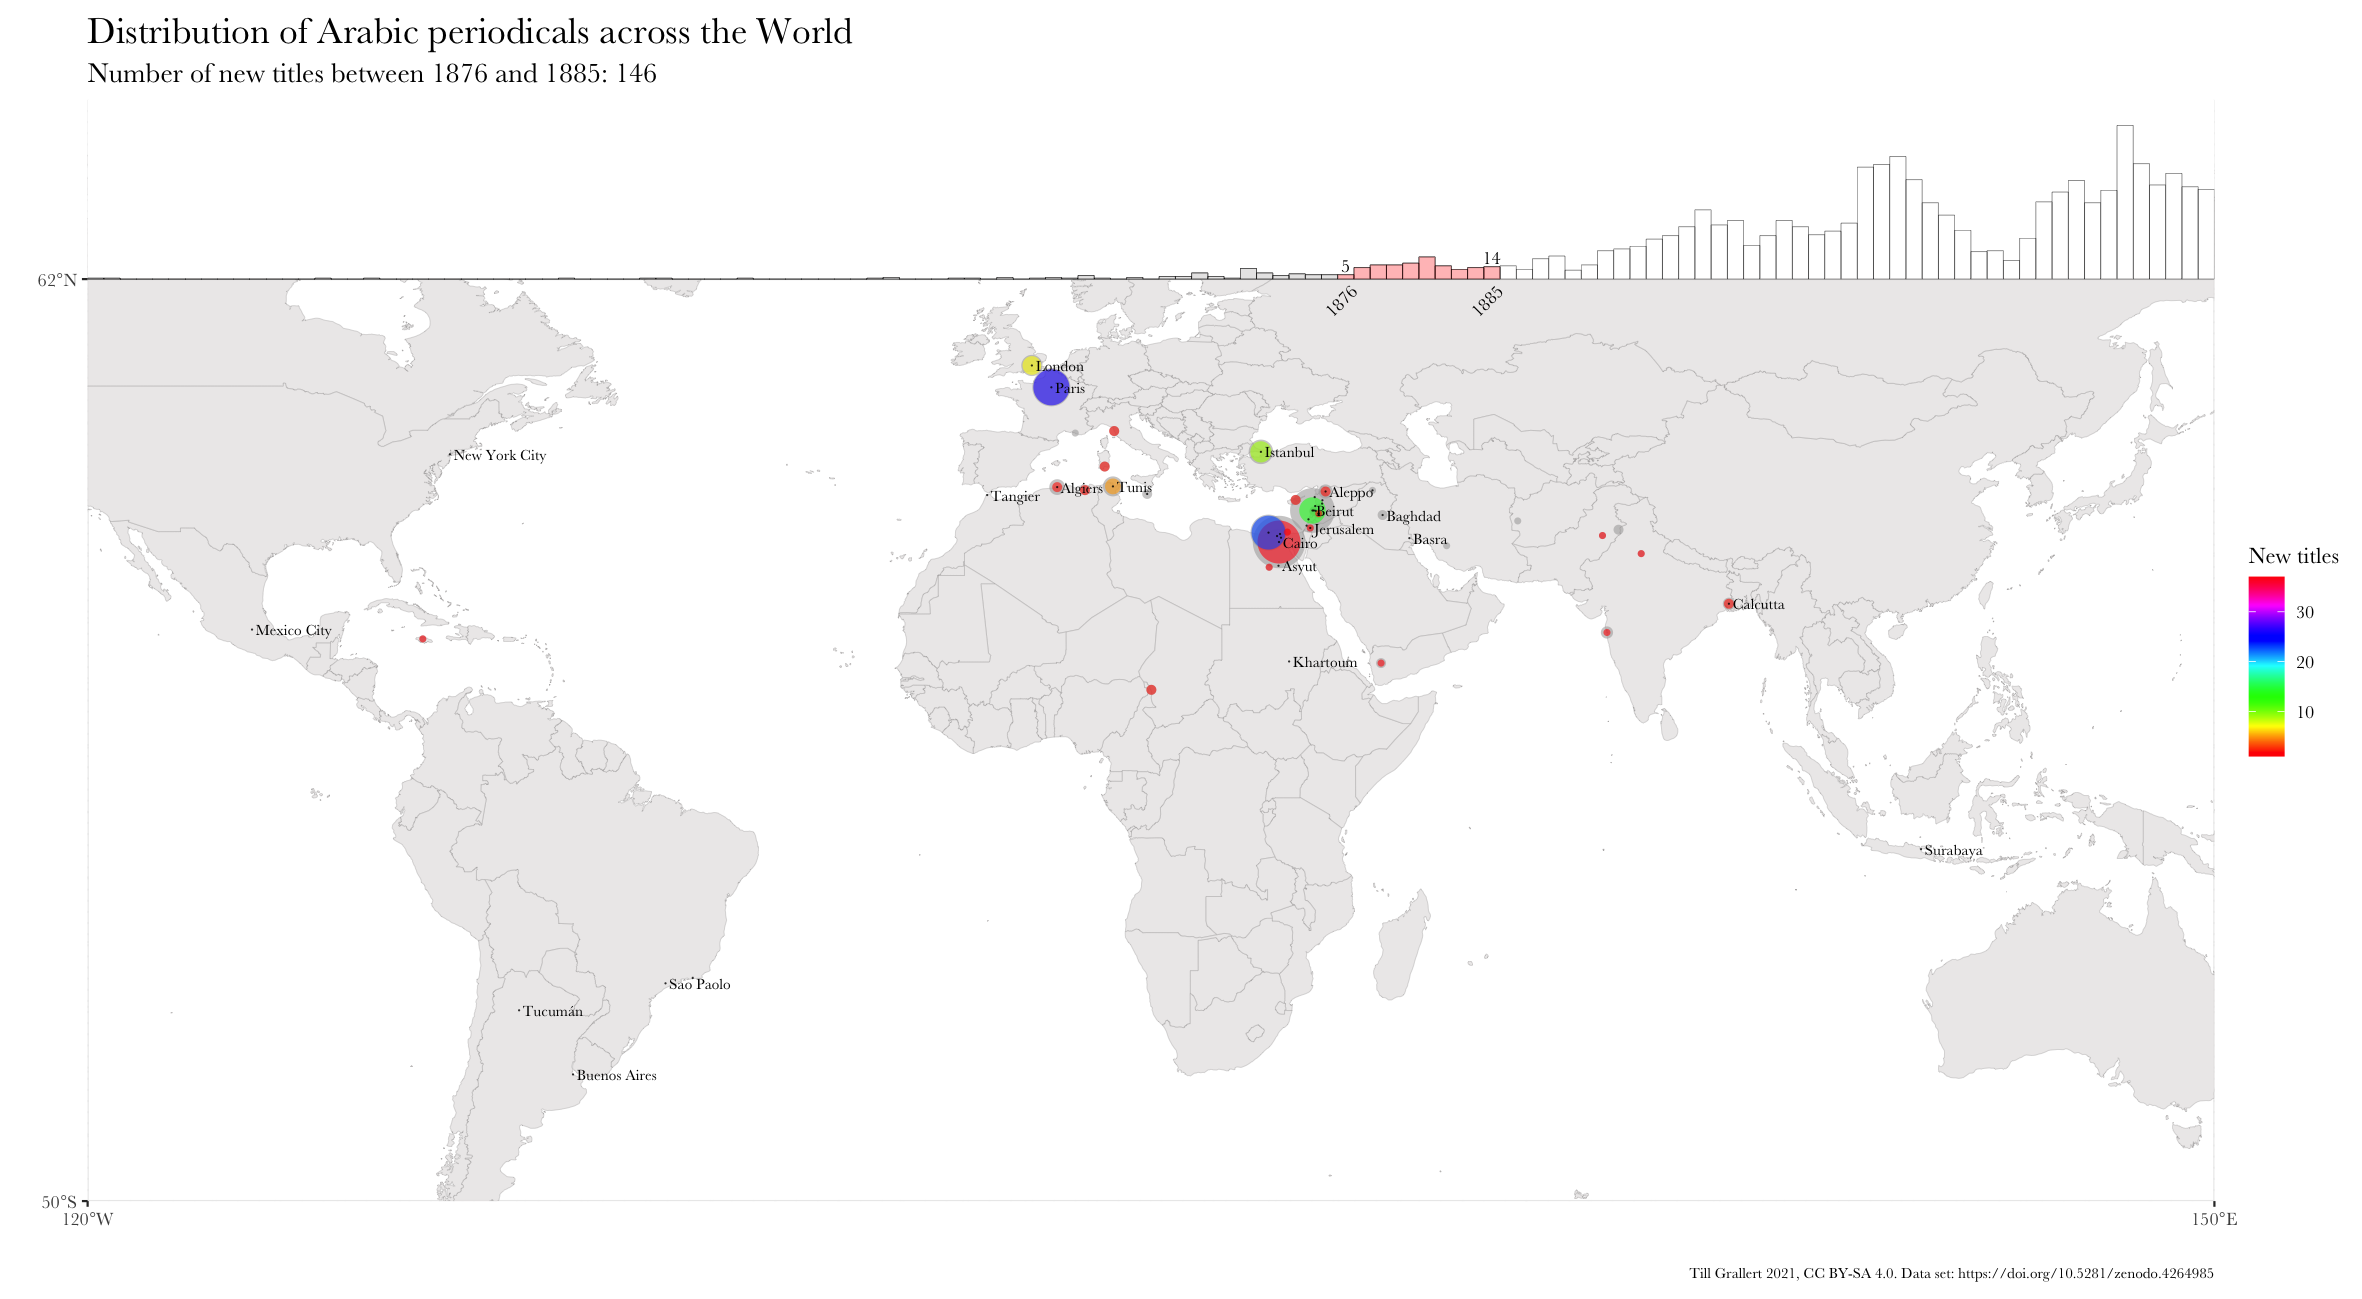 Distribution of Arabic periodicals across the World
Number of new titles between 1876 and 1885: 146
5
14
62°N
1876
1885
London
Paris
New York City
Istanbul
Tangier
Algiers
Tunis
Aleppo
Beirut
Baghdad
Jerusalem
Basra
Cairo
Asyut
New titles
30
20
10
Calcutta
Mexico City
Khartoum
Surabaya
Sao Paolo
Tucumán
Buenos Aires
50°S
120°W
150°E
Till Grallert 2021, CC BY-SA 4.0. Data set: https://doi.org/10.5281/zenodo.4264985